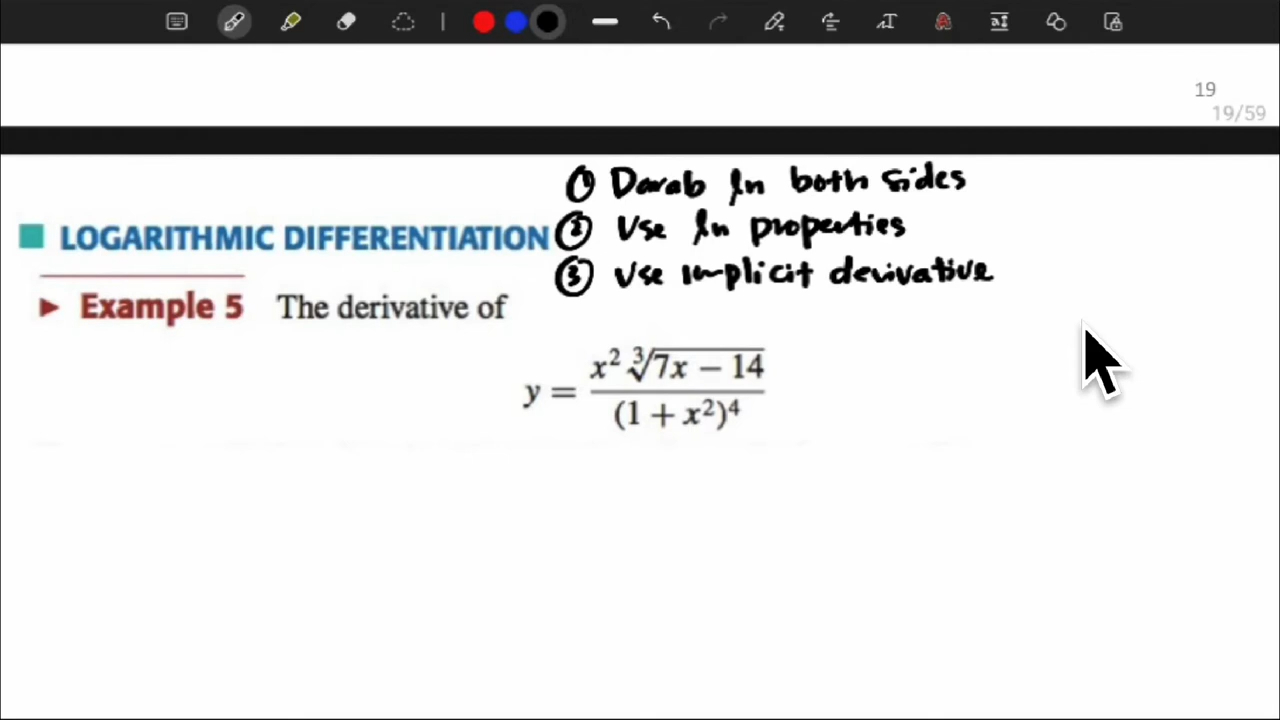 19
19/59
① Darab ln both sides
LOGARITHMIC DIFFERENTIATION ② Use ln properties
③ Use implicit derivative
Example 5 The derivative of
y = x² ∛(7x − 14) / (1 + x²)⁴